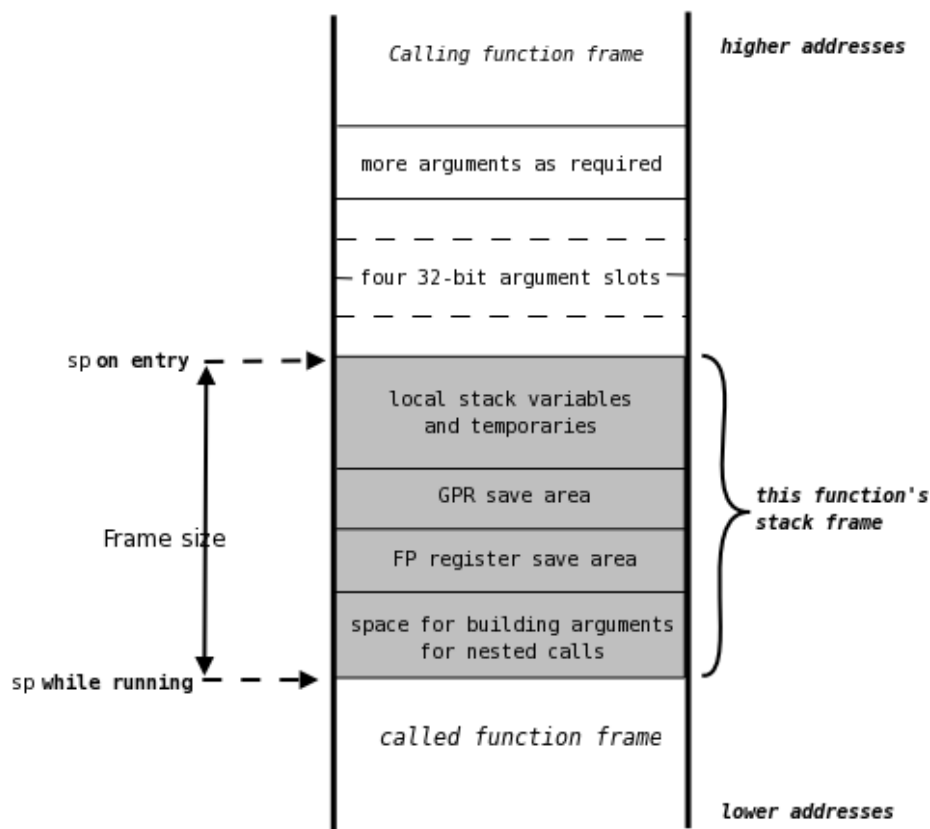 Calling function frame
higher addresses
more arguments as required
four 32-bit argument slots
sp on entry
local stack variables
and temporaries
GPR save area
this function's
stack frame
Frame size
FP register save area
space for building arguments
for nested calls
sp while running
called function frame
lower addresses